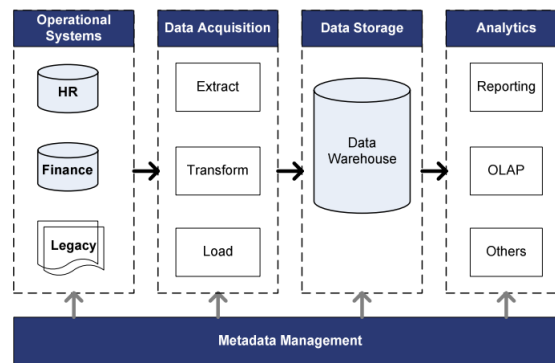 Operational
Systems
Data Acquisition
Data Storage
Analytics
HR
Extract
Reporting
Data
Warehouse
Finance
Transform
OLAP
Legacy
Load
Others
Metadata Management